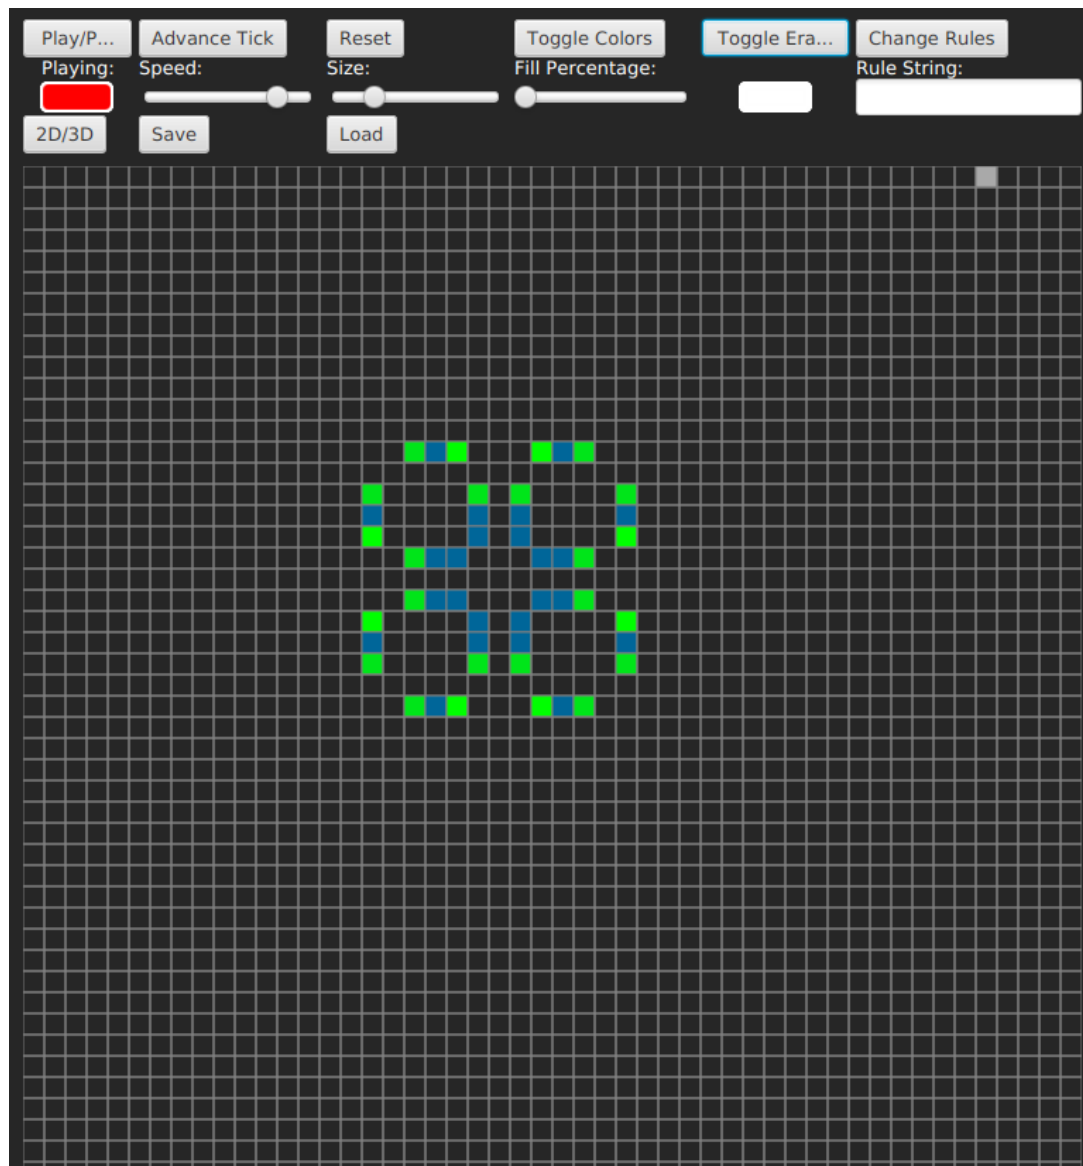 Play/P... Advance Tick Reset Toggle Colors Toggle Era... Change Rules
Playing: Speed: Size: Fill Percentage: Rule String:
2D/3D Save Load